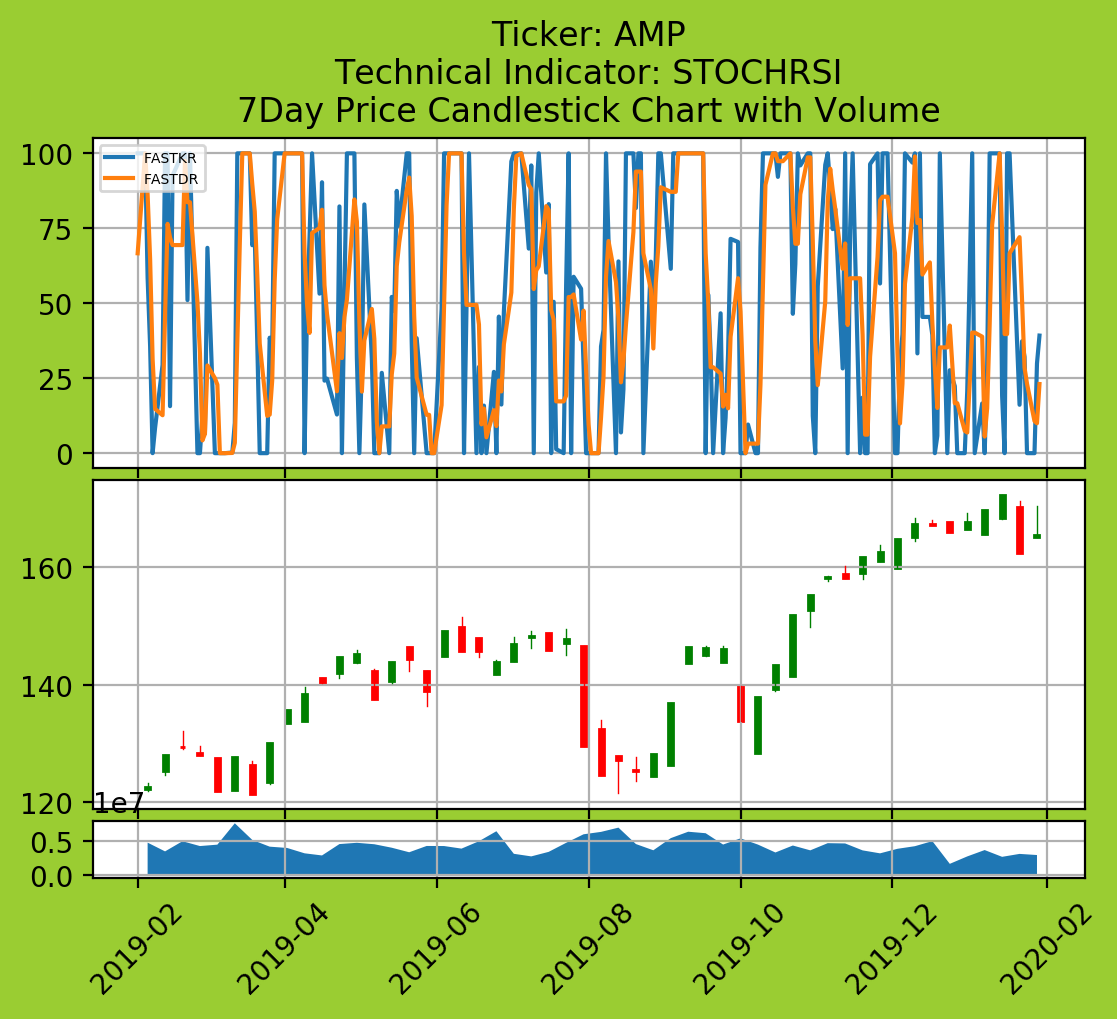 Ticker: AMP
Technical Indicator: STOCHRSI
7Day Price Candlestick Chart with Volume
100
75
50
25
0
FASTKR
FASTDR
160
140
120
1e7
0.5
0.0
2019-02
2019-04
2019-06
2019-08
2019-10
2019-12
2020-02